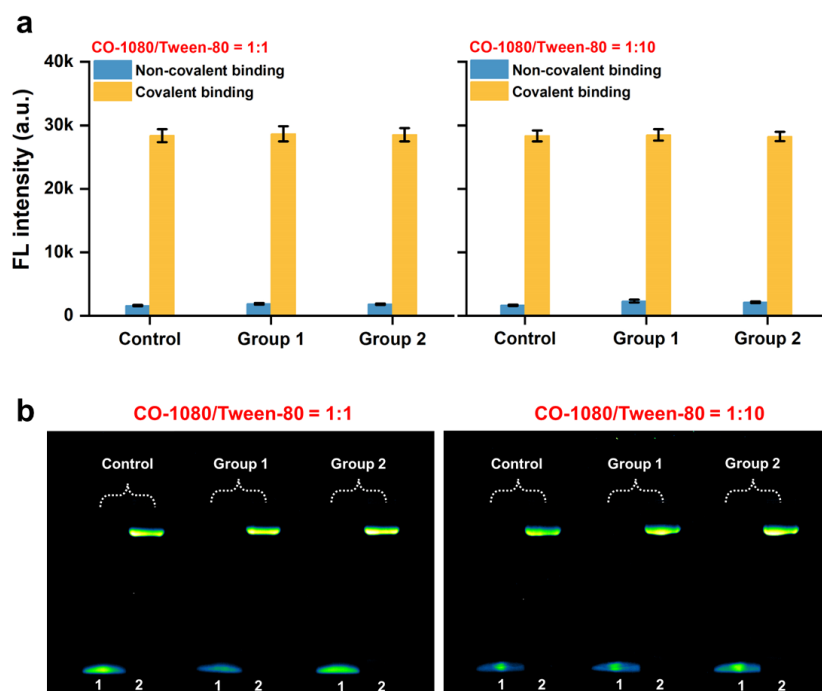 a
CO-1080/Tween-80 = 1:1
CO-1080/Tween-80 = 1:10
FL intensity (a.u.)
40k
30k
20k
10k
0
Non-covalent binding
Covalent binding
Non-covalent binding
Covalent binding
Control Group 1 Group 2
Control Group 1 Group 2
b
CO-1080/Tween-80 = 1:1
CO-1080/Tween-80 = 1:10
Control Group 1 Group 2
Control Group 1 Group 2
1 2 1 2 1 2
1 2 1 2 1 2